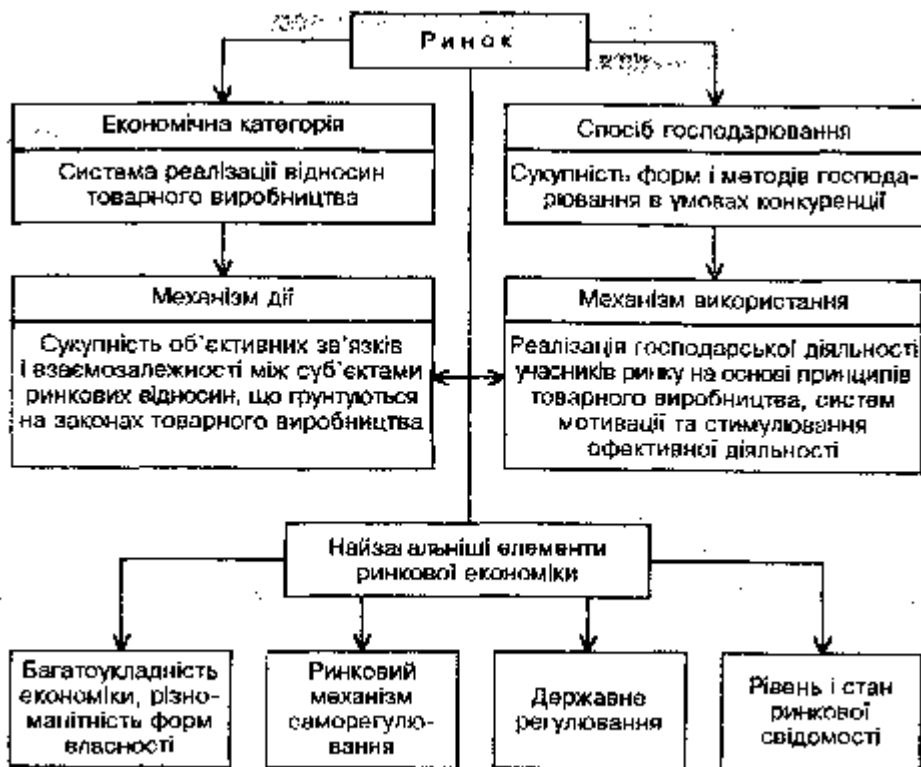 Ринок
Економічна категорія
Система реалізації відносин
товарного виробництва
Спосіб господарювання
Сукупність форм і методів господа-
рювання в умовах конкуренції
Механізм дії
Сукупність об'єктивних зв'язків
і взаємозалежності між суб'єктами
ринкових відносин, що грунтуються
на законах товарного виробництва
Механізм використання
Реалізація господарської діяльності
учасників ринку на основі принципів
товарного виробництва, систем
мотивації та стимулювання
ефективної діяльності
Найзагальніші елементи
ринкової економіки
Багатоукладність
економіки, різно-
манітність форм
власності
Ринковий
механізм
саморегулю-
вання
Державне
регулювання
Рівень і стан
ринкової
свідомості